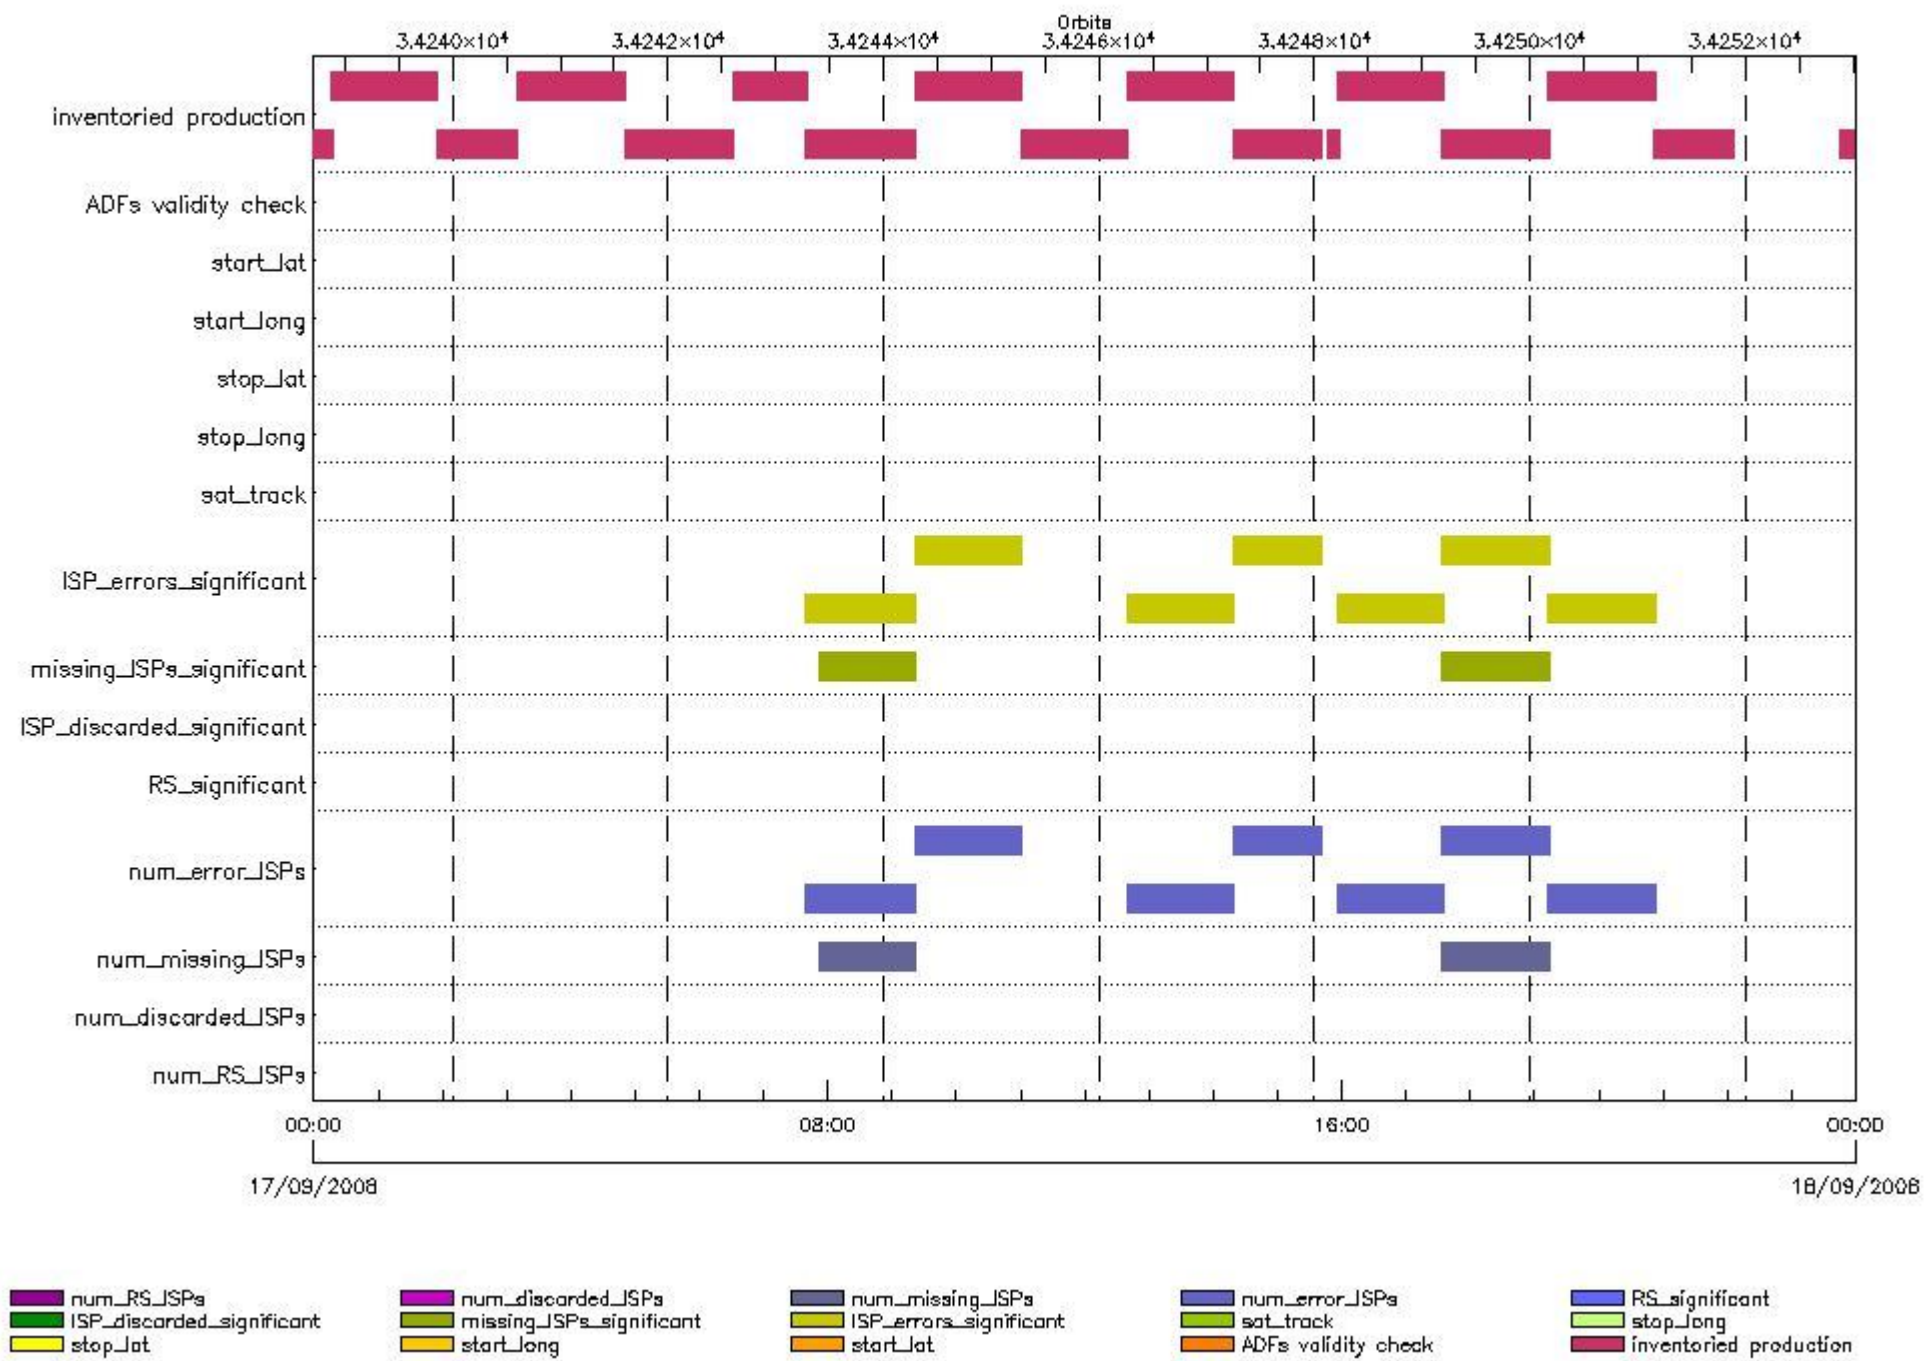 Orbits
3.4240×10⁴ 3.4242×10⁴ 3.4244×10⁴ 3.4246×10⁴ 3.4248×10⁴ 3.4250×10⁴ 3.4252×10⁴
inventoried production
ADFs validity check
start_lat
start_long
stop_lat
stop_long
sat_track
ISP_errors_significant
missing_ISPs_significant
ISP_discarded_significant
RS_significant
num_error_ISPs
num_missing_ISPs
num_discarded_ISPs
num_RS_ISPs
00:00 08:00 16:00 00:00
17/09/2008 18/09/2008
num_RS_ISPs num_discarded_ISPs num_missing_ISPs num_error_ISPs RS_significant
ISP_discarded_significant missing_ISPs_significant ISP_errors_significant sat_track stop_long
stop_lat start_long start_lat ADFs validity check inventoried production